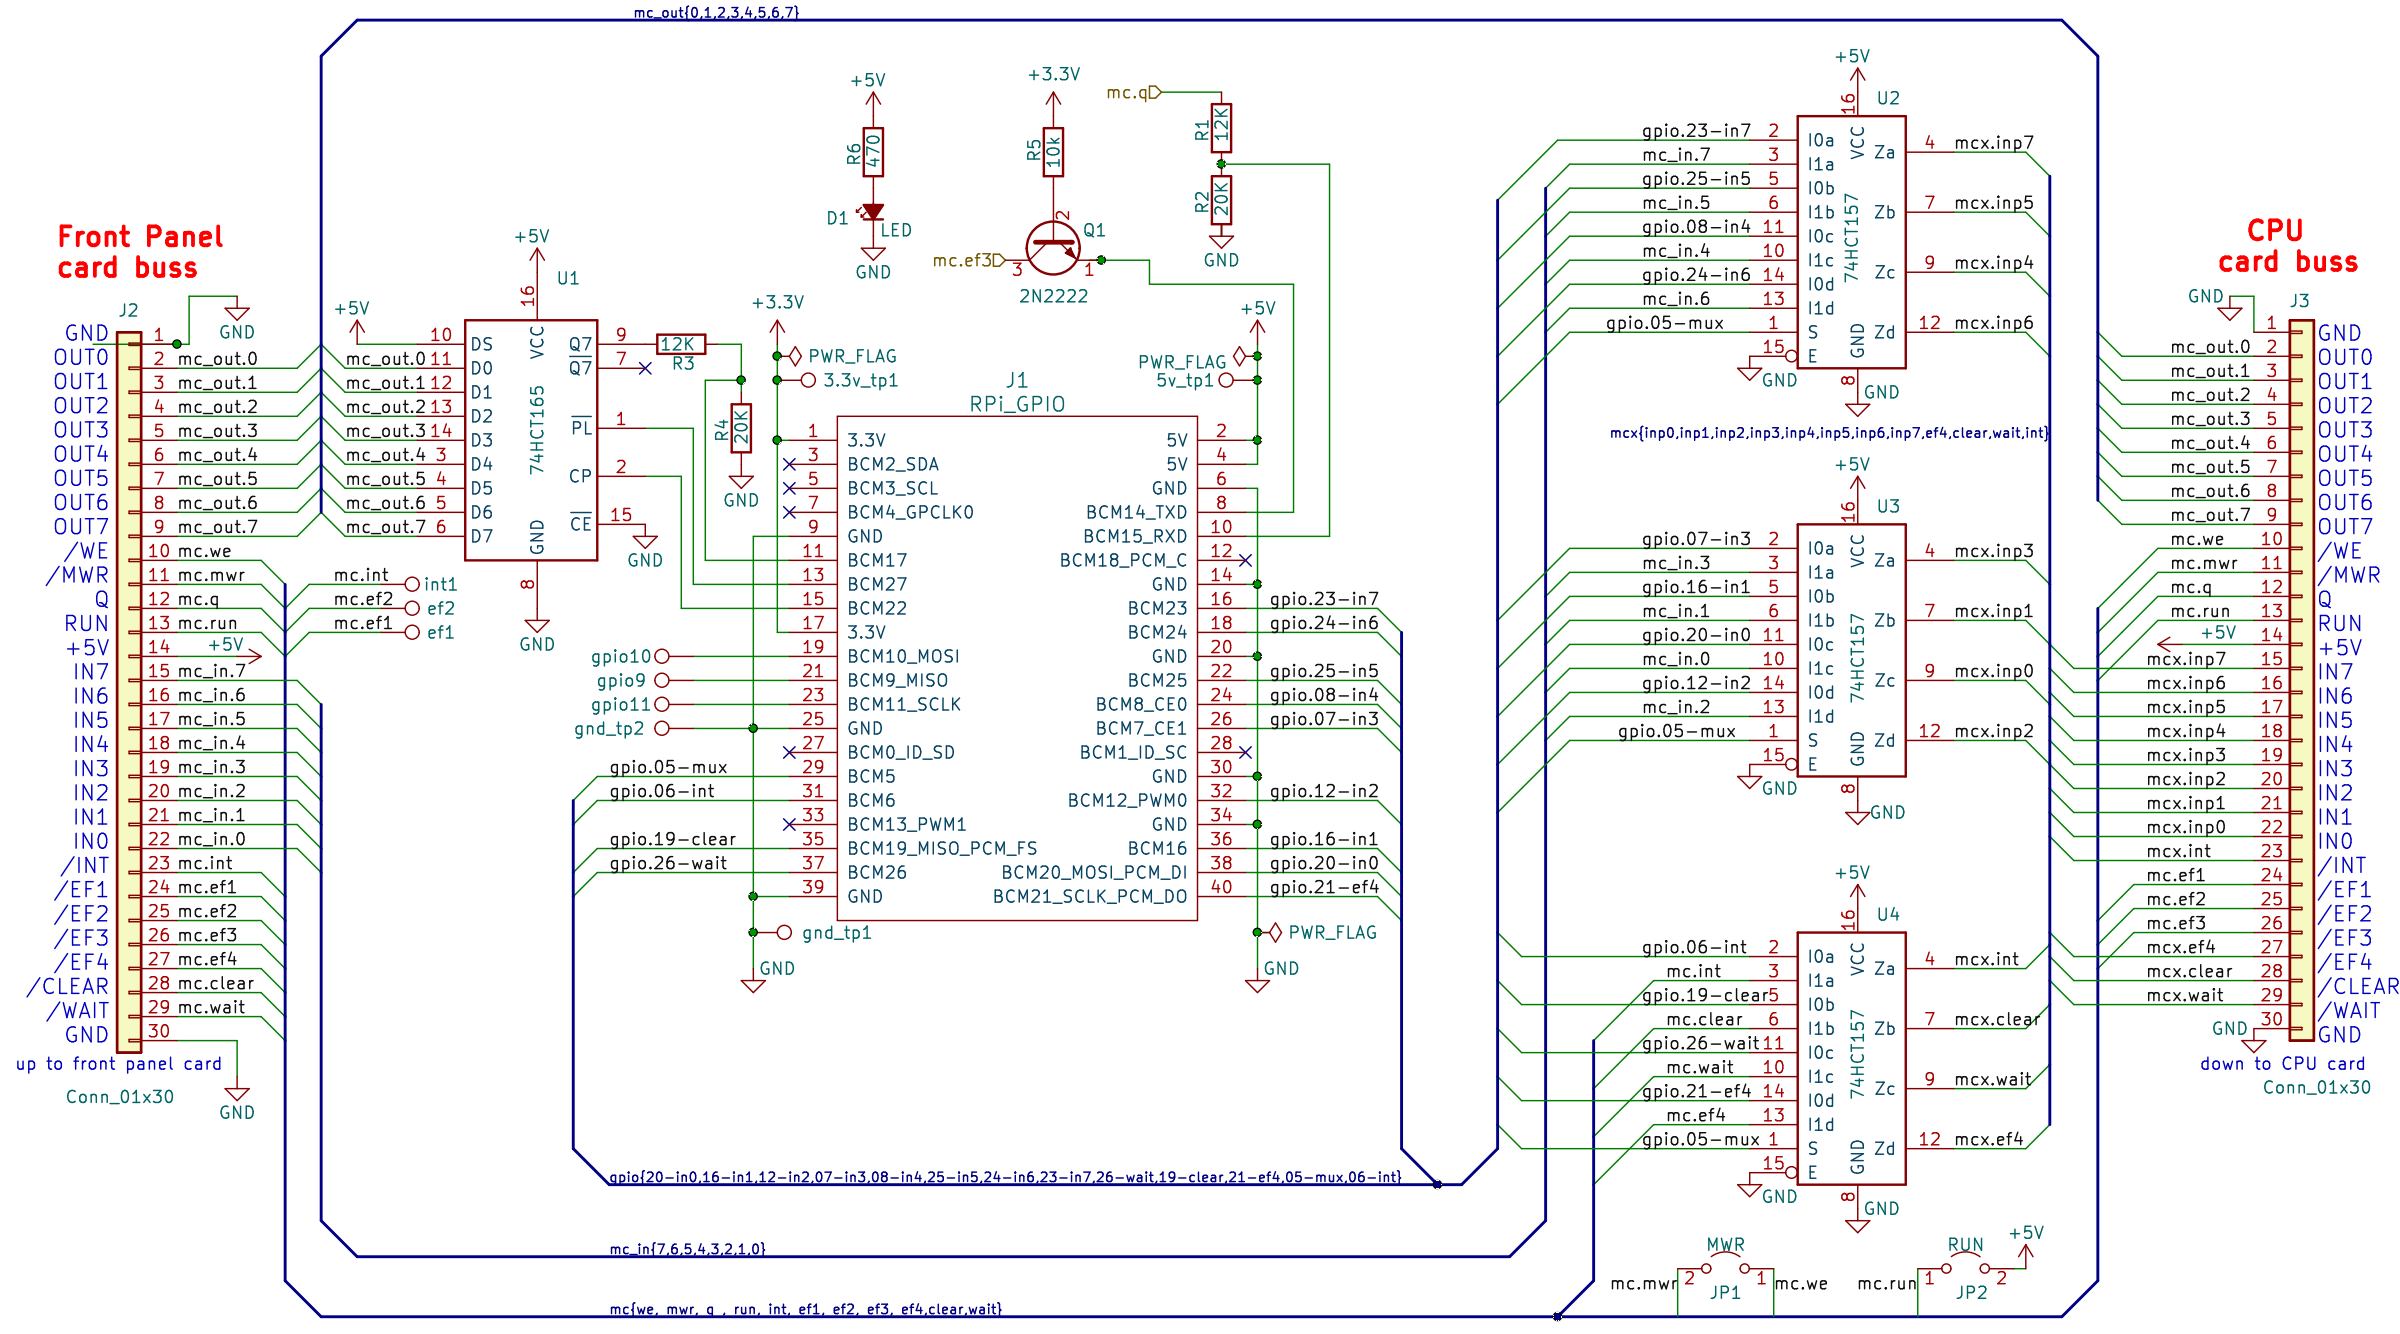 mc_out{0,1,2,3,4,5,6,7}
Front Panel
card buss
J2
GND
1
GND
OUT0
2
mc_out.0
OUT1
3
mc_out.1
OUT2
4
mc_out.2
OUT3
5
mc_out.3
OUT4
6
mc_out.4
OUT5
7
mc_out.5
OUT6
8
mc_out.6
OUT7
9
mc_out.7
/WE
10
mc.we
/MWR
11
mc.mwr
Q
12
mc.q
RUN
13
mc.run
+5V
14
+5V
IN7
15
mc_in.7
IN6
16
mc_in.6
IN5
17
mc_in.5
IN4
18
mc_in.4
IN3
19
mc_in.3
IN2
20
mc_in.2
IN1
21
mc_in.1
IN0
22
mc_in.0
/INT
23
mc.int
/EF1
24
mc.ef1
/EF2
25
mc.ef2
/EF3
26
mc.ef3
/EF4
27
mc.ef4
/CLEAR
28
mc.clear
/WAIT
29
mc.wait
GND
30
up to front panel card
Conn_01x30
GND
mc.int
int1
mc.ef2
ef2
mc.ef1
ef1
+5V
U1
+5V
16
VCC
74HCT165
GND
8
GND
10
DS
mc_out.0
11
D0
mc_out.1
12
D1
mc_out.2
13
D2
mc_out.3
14
D3
mc_out.4
3
D4
mc_out.5
4
D5
mc_out.6
5
D6
mc_out.7
6
D7
Q7
9
Q7
7
PL
1
CP
2
CE
15
GND
12K
R3
R4
20K
GND
+5V
R6
470
D1
LED
GND
+3.3V
R5
10k
2
Q1
mc.ef3
3
1
2N2222
mc.q
R1
12K
R2
20K
GND
+3.3V
PWR_FLAG
3.3v_tp1
+5V
PWR_FLAG
5v_tp1
J1
RPi_GPIO
1
3.3V
5V
2
3
BCM2_SDA
5V
4
5
BCM3_SCL
GND
6
7
BCM4_GPCLK0
BCM14_TXD
8
9
GND
BCM15_RXD
10
11
BCM17
BCM18_PCM_C
12
13
BCM27
GND
14
15
BCM22
BCM23
16
gpio.23-in7
17
3.3V
BCM24
18
gpio.24-in6
gpio10
19
BCM10_MOSI
GND
20
gpio9
21
BCM9_MISO
BCM25
22
gpio.25-in5
gpio11
23
BCM11_SCLK
BCM8_CE0
24
gpio.08-in4
gnd_tp2
25
GND
BCM7_CE1
26
gpio.07-in3
27
BCM0_ID_SD
BCM1_ID_SC
28
gpio.05-mux
29
BCM5
GND
30
gpio.06-int
31
BCM6
BCM12_PWM0
32
gpio.12-in2
33
BCM13_PWM1
GND
34
gpio.19-clear
35
BCM19_MISO_PCM_FS
BCM16
36
gpio.16-in1
gpio.26-wait
37
BCM26
BCM20_MOSI_PCM_DI
38
gpio.20-in0
39
GND
BCM21_SCLK_PCM_DO
40
gpio.21-ef4
gnd_tp1
GND
PWR_FLAG
GND
gpio{20-in0,16-in1,12-in2,07-in3,08-in4,25-in5,24-in6,23-in7,26-wait,19-clear,21-ef4,05-mux,06-int}
mc_in{7,6,5,4,3,2,1,0}
mc{we, mwr, q , run, int, ef1, ef2, ef3, ef4,clear,wait}
+5V
U2
16
VCC
74HCT157
GND
8
GND
gpio.23-in7
2
I0a
mc_in.7
3
I1a
gpio.25-in5
5
I0b
mc_in.5
6
I1b
gpio.08-in4
11
I0c
mc_in.4
10
I1c
gpio.24-in6
14
I0d
mc_in.6
13
I1d
gpio.05-mux
1
S
15
E
GND
Za
4
mcx.inp7
Zb
7
mcx.inp5
Zc
9
mcx.inp4
Zd
12
mcx.inp6
mcx{inp0,inp1,inp2,inp3,inp4,inp5,inp6,inp7,ef4,clear,wait,int}
+5V
U3
16
VCC
74HCT157
GND
8
GND
gpio.07-in3
2
I0a
mc_in.3
3
I1a
gpio.16-in1
5
I0b
mc_in.1
6
I1b
gpio.20-in0
11
I0c
mc_in.0
10
I1c
gpio.12-in2
14
I0d
mc_in.2
13
I1d
gpio.05-mux
1
S
15
E
GND
Za
4
mcx.inp3
Zb
7
mcx.inp1
Zc
9
mcx.inp0
Zd
12
mcx.inp2
+5V
U4
16
VCC
74HCT157
GND
8
GND
gpio.06-int
2
I0a
mc.int
3
I1a
gpio.19-clear
5
I0b
mc.clear
6
I1b
gpio.26-wait
11
I0c
mc.wait
10
I1c
gpio.21-ef4
14
I0d
mc.ef4
13
I1d
gpio.05-mux
1
S
15
E
GND
Za
4
mcx.int
Zb
7
mcx.clear
Zc
9
mcx.wait
Zd
12
mcx.ef4
MWR
mc.mwr
2
1
mc.we
JP1
RUN
mc.run
1
2
+5V
JP2
CPU
card buss
J3
GND
1
GND
mc_out.0
2
OUT0
mc_out.1
3
OUT1
mc_out.2
4
OUT2
mc_out.3
5
OUT3
mc_out.4
6
OUT4
mc_out.5
7
OUT5
mc_out.6
8
OUT6
mc_out.7
9
OUT7
mc.we
10
/WE
mc.mwr
11
/MWR
mc.q
12
Q
mc.run
13
RUN
+5V
14
+5V
mcx.inp7
15
IN7
mcx.inp6
16
IN6
mcx.inp5
17
IN5
mcx.inp4
18
IN4
mcx.inp3
19
IN3
mcx.inp2
20
IN2
mcx.inp1
21
IN1
mcx.inp0
22
IN0
mcx.int
23
/INT
mc.ef1
24
/EF1
mc.ef2
25
/EF2
mc.ef3
26
/EF3
mcx.ef4
27
/EF4
mcx.clear
28
/CLEAR
mcx.wait
29
/WAIT
GND
30
GND
down to CPU card
Conn_01x30